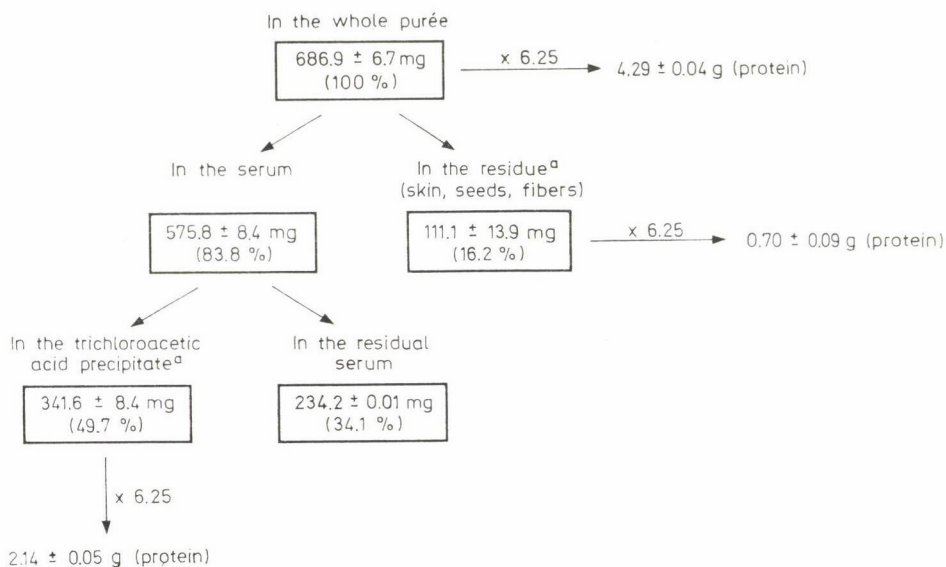 In the whole purée
686.9 ± 6.7 mg
(100 %)
x 6.25
4.29 ± 0.04 g (protein)
In the serum
In the residueᵃ
(skin, seeds, fibers)
575.8 ± 8.4 mg
(83.8 %)
111.1 ± 13.9 mg
(16.2 %)
x 6.25
0.70 ± 0.09 g (protein)
In the trichloroacetic
acid precipitateᵃ
In the residual
serum
341.6 ± 8.4 mg
(49.7 %)
234.2 ± 0.01 mg
(34.1 %)
x 6.25
2.14 ± 0.05 g (protein)